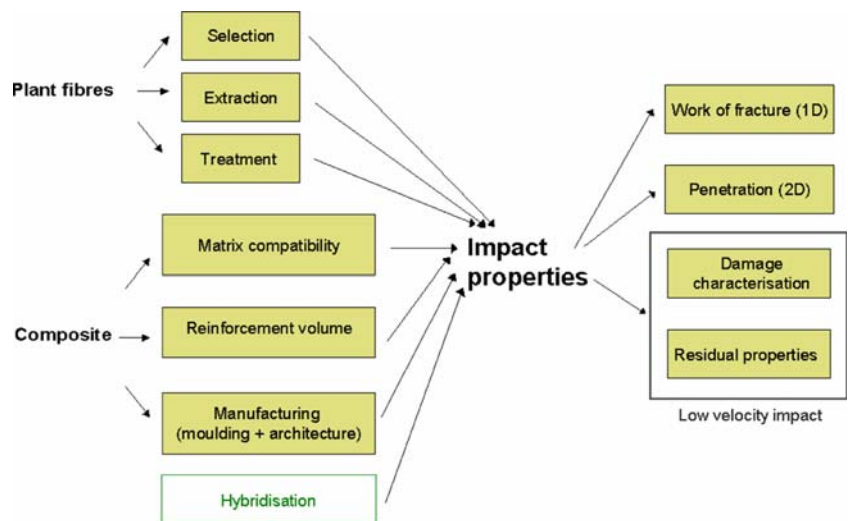 Selection
Plant fibres
Extraction
Treatment
Matrix compatibility
Composite
Reinforcement volume
Manufacturing
(moulding + architecture)
Hybridisation
Impact
properties
Work of fracture (1D)
Penetration (2D)
Damage
characterisation
Residual properties
Low velocity impact